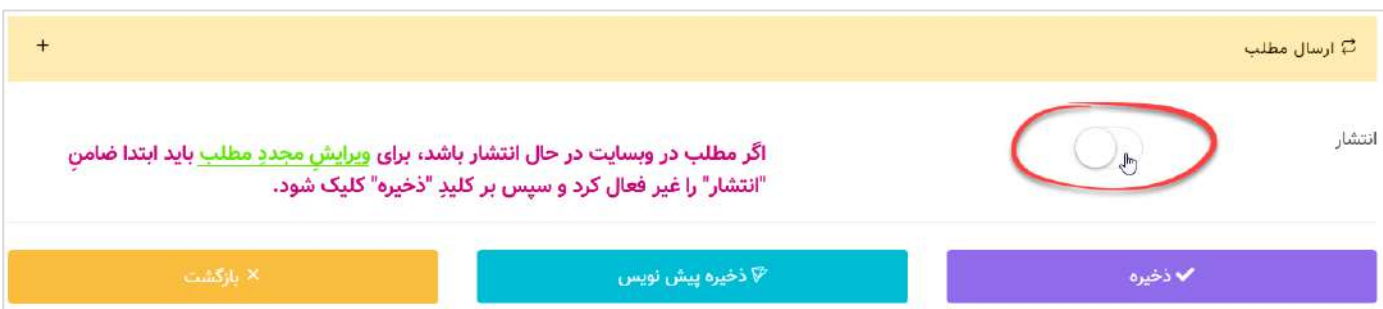 ارسال مطلب
+
انتشار
اگر مطلب در وبسایت در حال انتشار باشد، برای ویرایشِ مجددِ مطلب باید ابتدا ضامنِ
"انتشار" را غیر فعال کرد و سپس بر کلیدِ "ذخیره" کلیک شود.
ذخیره
ذخیره پیش نویس
بازگشت